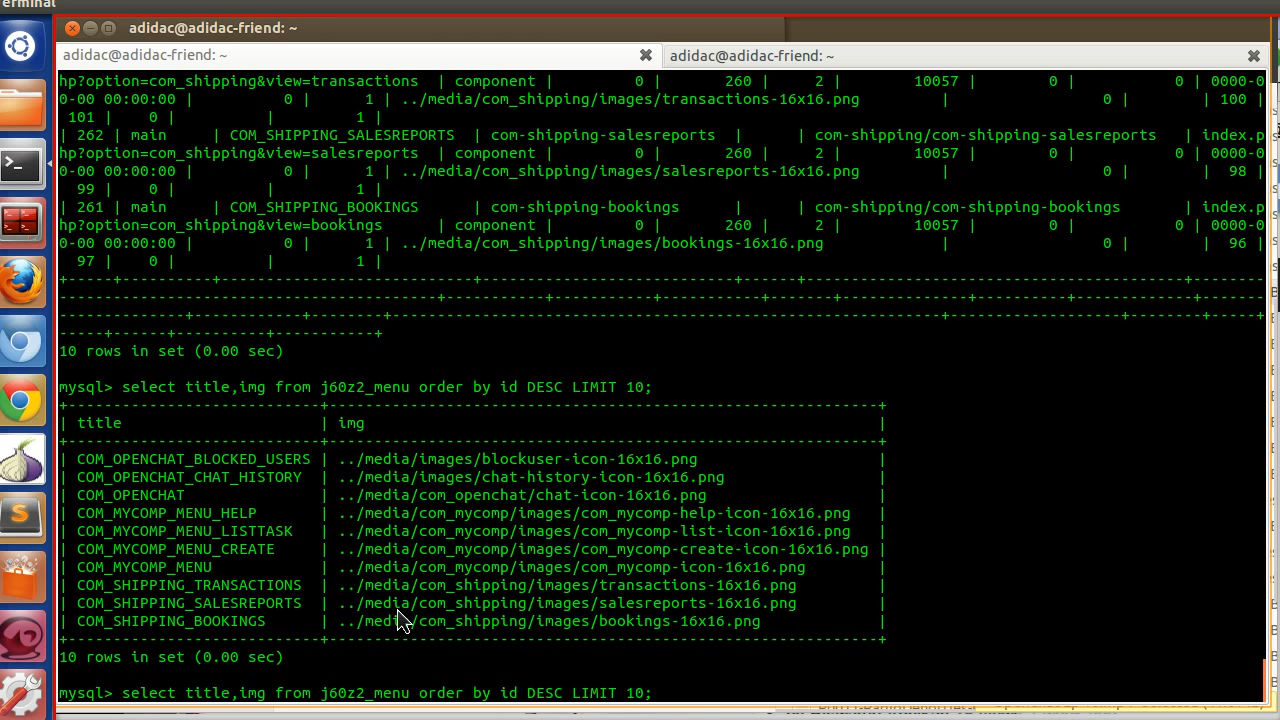 erminal
adidac@adidac-friend: ~
adidac@adidac-friend: ~
adidac@adidac-friend: ~
hp?option=com_shipping&view=transactions | component | 0 | 260 | 2 | 10057 | 0 | 0 | 0000-0
0-00 00:00:00 | 0 | 1 | ../media/com_shipping/images/transactions-16x16.png | 0 | | 100 |
101 | 0 | | 1 |
| 262 | main | COM_SHIPPING_SALESREPORTS | com-shipping-salesreports | | com-shipping/com-shipping-salesreports | index.p
hp?option=com_shipping&view=salesreports | component | 0 | 260 | 2 | 10057 | 0 | 0 | 0000-0
0-00 00:00:00 | 0 | 1 | ../media/com_shipping/images/salesreports-16x16.png | 0 | | 98 |
99 | 0 | | 1 |
| 261 | main | COM_SHIPPING_BOOKINGS | com-shipping-bookings | | com-shipping/com-shipping-bookings | index.p
hp?option=com_shipping&view=bookings | component | 0 | 260 | 2 | 10057 | 0 | 0 | 0000-0
0-00 00:00:00 | 0 | 1 | ../media/com_shipping/images/bookings-16x16.png | 0 | | 96 |
97 | 0 | | 1 |
10 rows in set (0.00 sec)
mysql> select title,img from j60z2_menu order by id DESC LIMIT 10;
| title | img |
| COM_OPENCHAT_BLOCKED_USERS | ../media/images/blockuser-icon-16x16.png |
| COM_OPENCHAT_CHAT_HISTORY | ../media/images/chat-history-icon-16x16.png |
| COM_OPENCHAT | ../media/com_openchat/chat-icon-16x16.png |
| COM_MYCOMP_MENU_HELP | ../media/com_mycomp/images/com_mycomp-help-icon-16x16.png |
| COM_MYCOMP_MENU_LISTTASK | ../media/com_mycomp/images/com_mycomp-list-icon-16x16.png |
| COM_MYCOMP_MENU_CREATE | ../media/com_mycomp/images/com_mycomp-create-icon-16x16.png |
| COM_MYCOMP_MENU | ../media/com_mycomp/images/com_mycomp-icon-16x16.png |
| COM_SHIPPING_TRANSACTIONS | ../media/com_shipping/images/transactions-16x16.png |
| COM_SHIPPING_SALESREPORTS | ../media/com_shipping/images/salesreports-16x16.png |
| COM_SHIPPING_BOOKINGS | ../media/com_shipping/images/bookings-16x16.png |
10 rows in set (0.00 sec)
mysql> select title,img from j60z2_menu order by id DESC LIMIT 10;